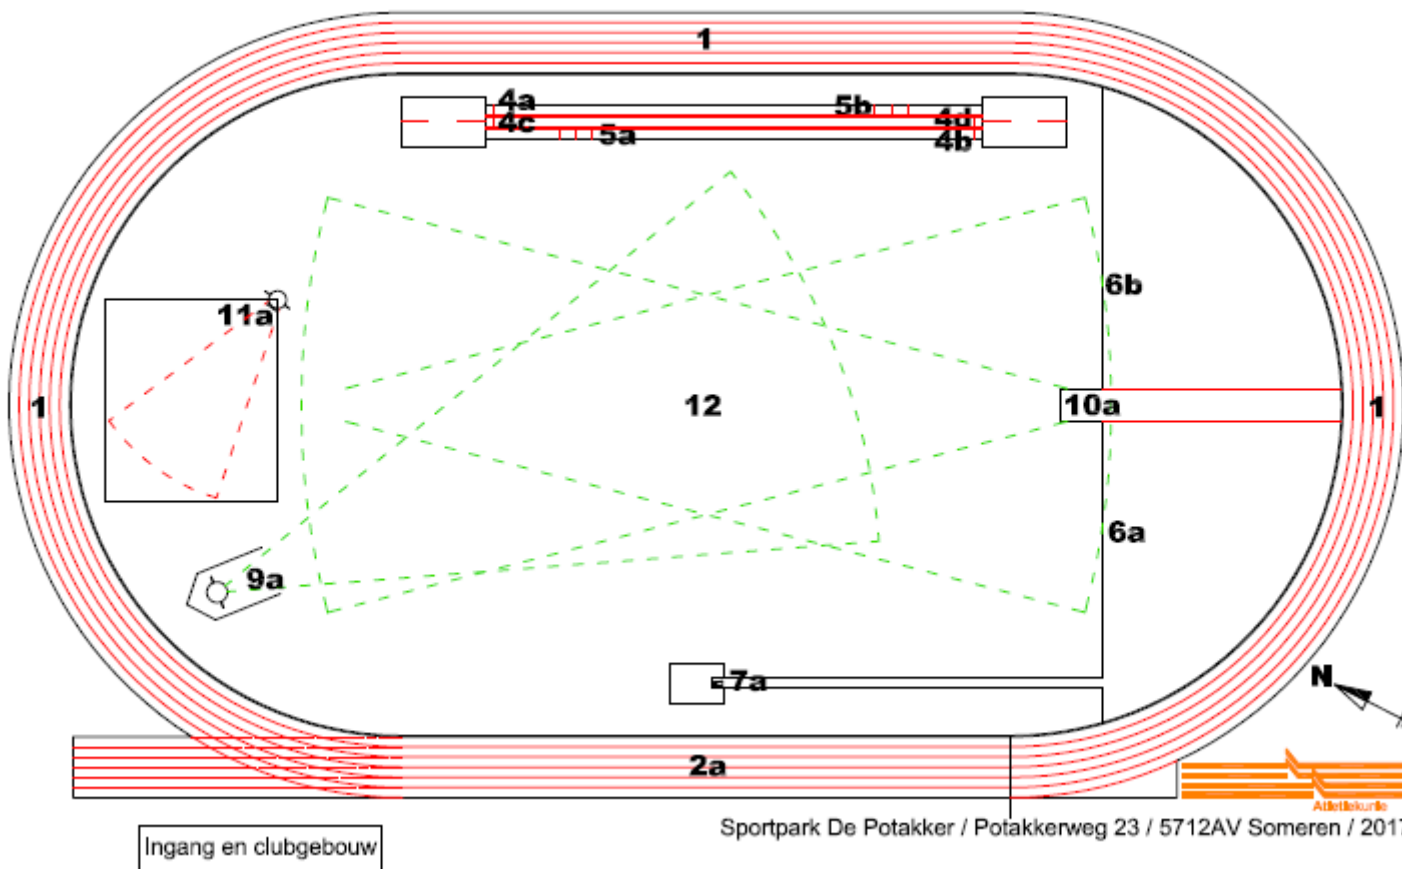 1
4a
5b
4c
4d
5a
4b
6b
11a
1
12
10a
1
6a
9a
7a
N
2a
Atletiekunie
Sportpark De Potakker / Potakkerweg 23 / 5712AV Someren / 2017
Ingang en clubgebouw